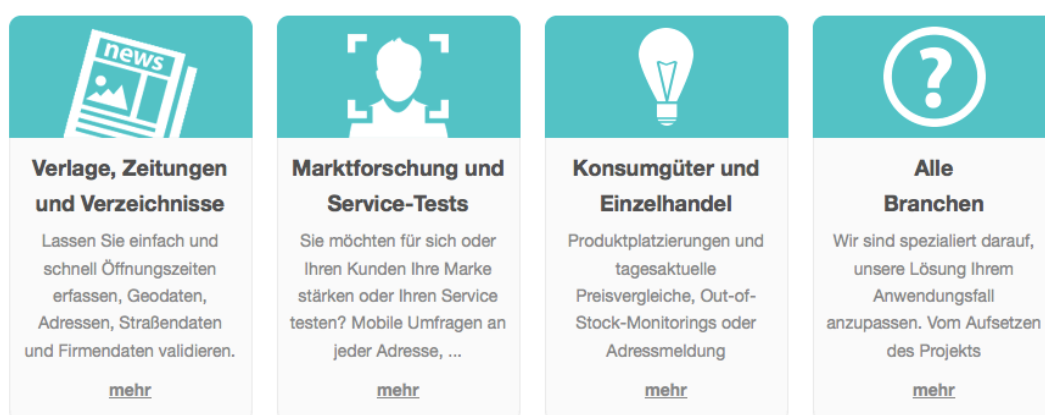 news
Verlage, Zeitungen
und Verzeichnisse
Lassen Sie einfach und
schnell Öffnungszeiten
erfassen, Geodaten,
Adressen, Straßendaten
und Firmendaten validieren.
mehr
Marktforschung und
Service-Tests
Sie möchten für sich oder
Ihren Kunden Ihre Marke
stärken oder Ihren Service
testen? Mobile Umfragen an
jeder Adresse, ...
mehr
Konsumgüter und
Einzelhandel
Produktplatzierungen und
tagesaktuelle
Preisvergleiche, Out-of-
Stock-Monitorings oder
Adressmeldung
mehr
?
Alle
Branchen
Wir sind spezialiert darauf,
unsere Lösung Ihrem
Anwendungsfall
anzupassen. Vom Aufsetzen
des Projekts
mehr